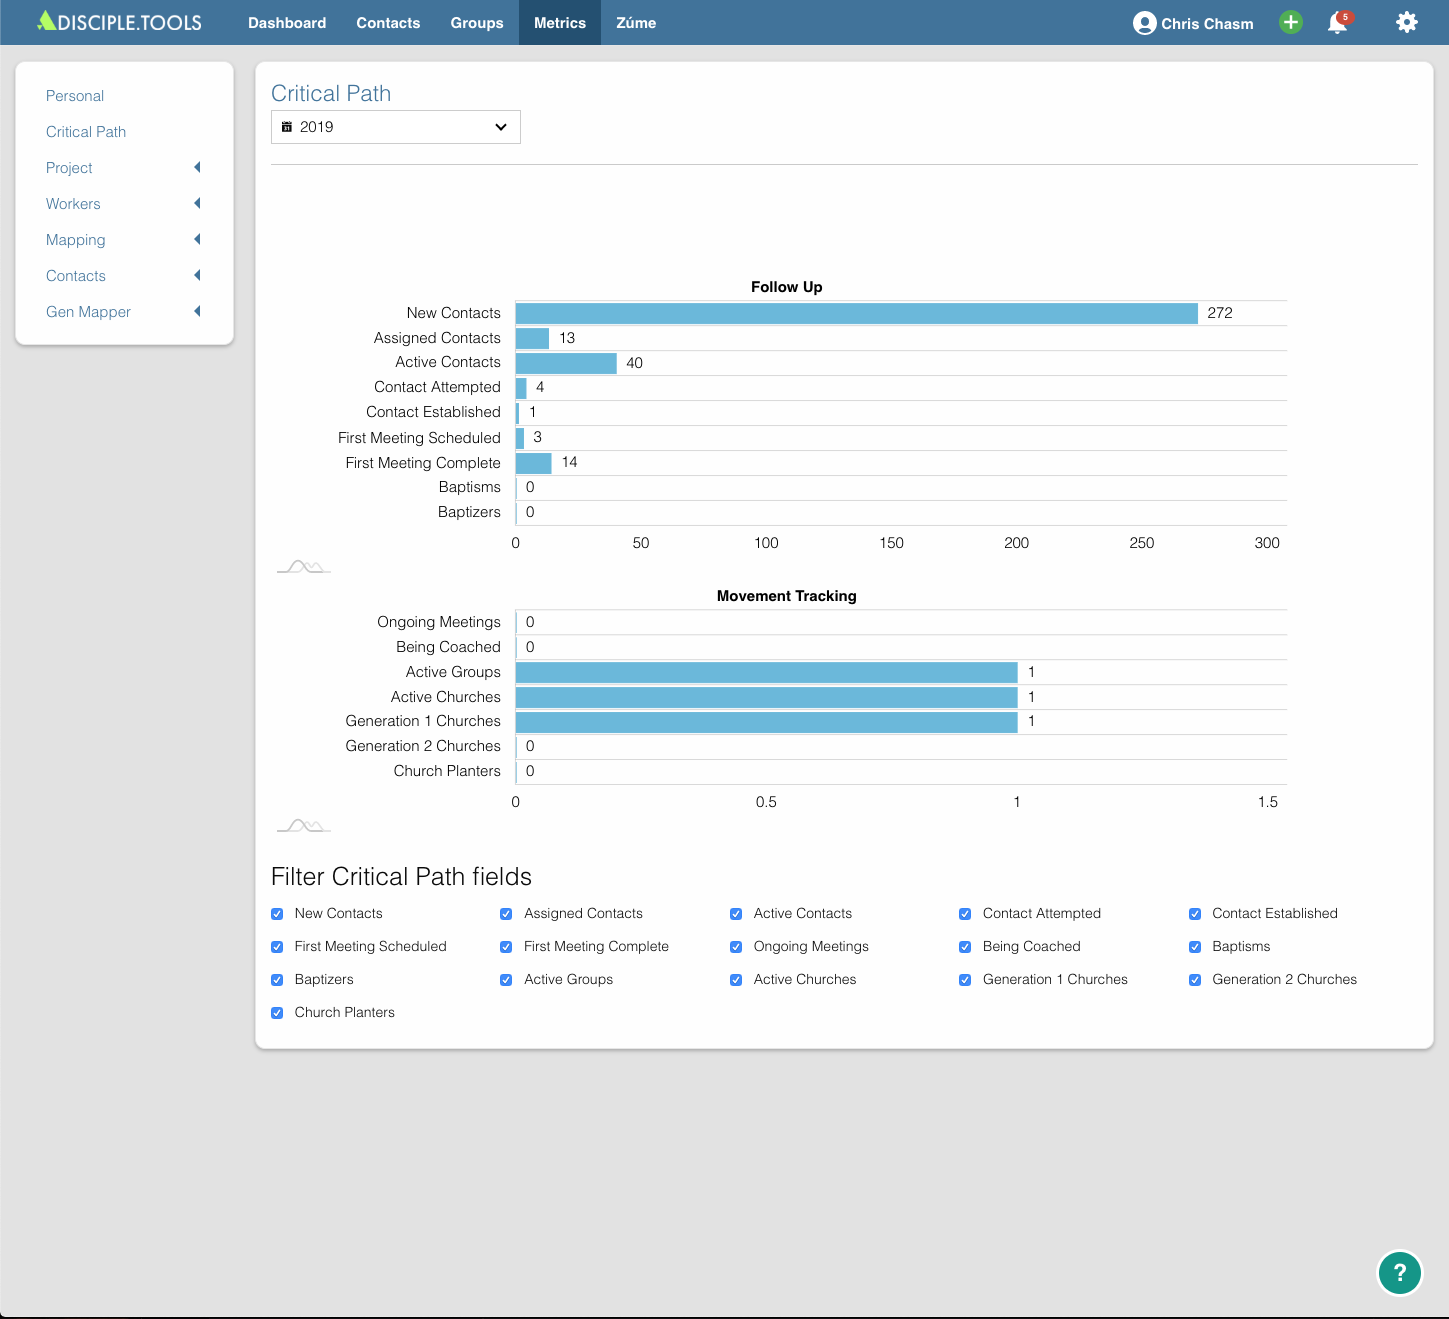 DISCIPLE.TOOLS
Dashboard Contacts Groups Metrics Zúme
Chris Chasm
5
Personal
Critical Path
Project
Workers
Mapping
Contacts
Gen Mapper
Critical Path
2019
Follow Up
New Contacts 272
Assigned Contacts 13
Active Contacts 40
Contact Attempted 4
Contact Established 1
First Meeting Scheduled 3
First Meeting Complete 14
Baptisms 0
Baptizers 0
0 50 100 150 200 250 300
Movement Tracking
Ongoing Meetings 0
Being Coached 0
Active Groups 1
Active Churches 1
Generation 1 Churches 1
Generation 2 Churches 0
Church Planters 0
0 0.5 1 1.5
Filter Critical Path fields
New Contacts Assigned Contacts Active Contacts Contact Attempted Contact Established
First Meeting Scheduled First Meeting Complete Ongoing Meetings Being Coached Baptisms
Baptizers Active Groups Active Churches Generation 1 Churches Generation 2 Churches
Church Planters
?